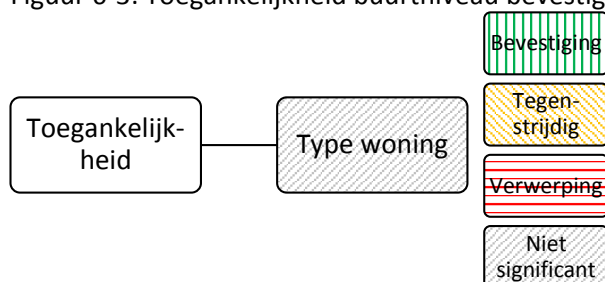 Figuur 6-3: Toegankelijkheid buurtniveau bevestig
Bevestiging
Tegen-
strijdig
Toegankelijk-
heid
Type woning
Verwerping
Niet
significant